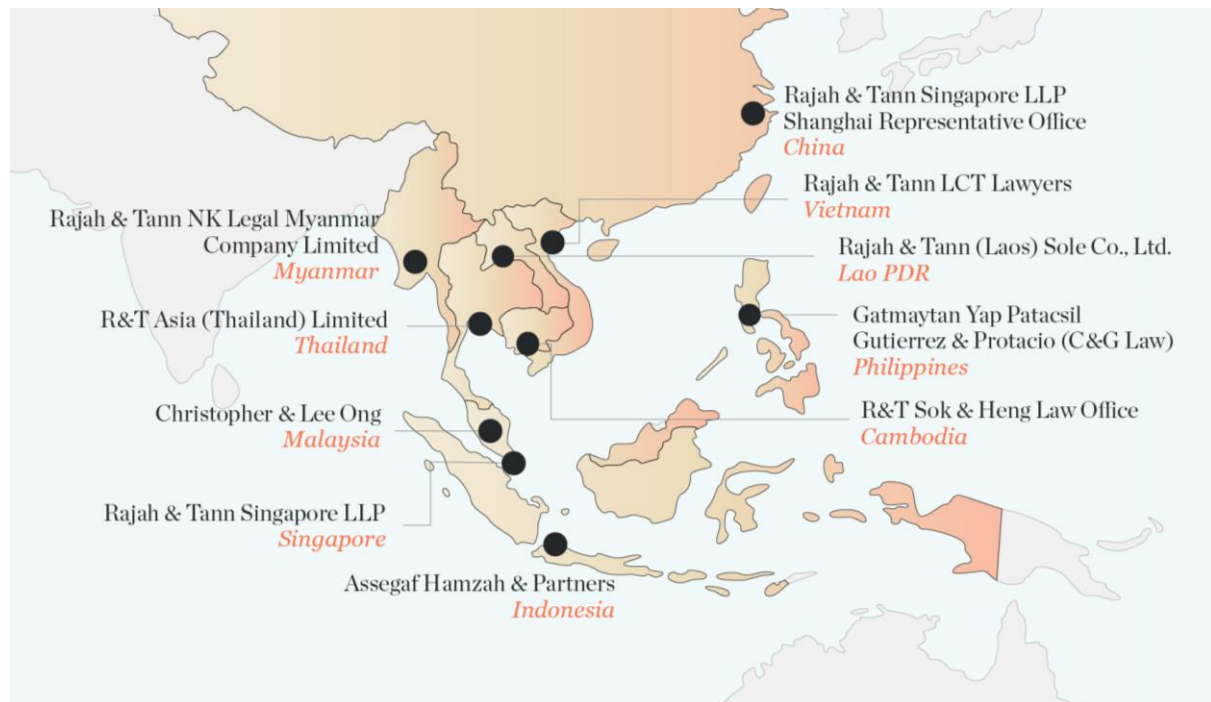 Rajah & Tann Singapore LLP
Shanghai Representative Office
China
Rajah & Tann LCT Lawyers
Vietnam
Rajah & Tann NK Legal Myanmar
Company Limited
Myanmar
Rajah & Tann (Laos) Sole Co., Ltd.
Lao PDR
R&T Asia (Thailand) Limited
Thailand
Gatmaytan Yap Patacsil
Gutierrez & Protacio (C&G Law)
Philippines
Christopher & Lee Ong
Malaysia
R&T Sok & Heng Law Office
Cambodia
Rajah & Tann Singapore LLP
Singapore
Assegaf Hamzah & Partners
Indonesia